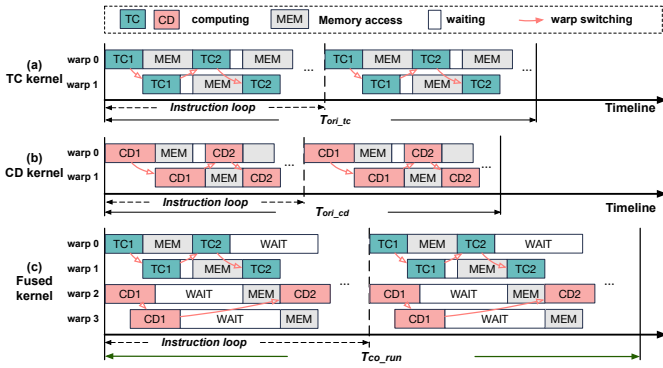 TC CD computing MEM Memory access waiting warp switching
(a)
TC kernel
warp 0 TC1 MEM TC2 MEM ... TC1 MEM TC2 MEM ...
warp 1 TC1 MEM TC2 TC1 MEM TC2
Instruction loop
Timeline
T_ori_tc
(b)
CD kernel
warp 0 CD1 MEM CD2 ... CD1 MEM CD2 ...
warp 1 CD1 MEM CD2 CD1 MEM CD2
Instruction loop
Timeline
T_ori_cd
(c)
Fused
kernel
warp 0 TC1 MEM TC2 WAIT TC1 MEM TC2 WAIT
warp 1 TC1 MEM TC2 TC1 MEM TC2
warp 2 CD1 WAIT MEM CD2 ... CD1 WAIT MEM CD2 ...
warp 3 CD1 WAIT MEM CD1 WAIT MEM
Instruction loop
Timeline
T_co_run